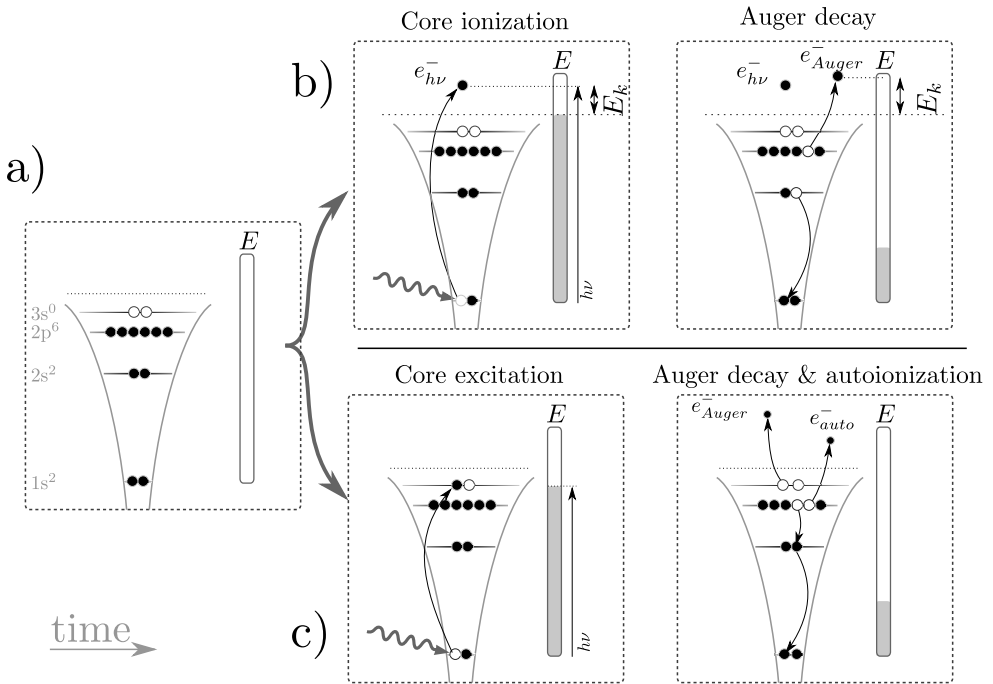 a)
E
3s⁰
2p⁶
2s²
1s²
time
b)
Core ionization
e⁻hν
E
Eₖ
hν
Auger decay
e⁻hν
e⁻Auger
E
Eₖ
c)
Core excitation
E
hν
Auger decay & autoionization
e⁻Auger
e⁻auto
E